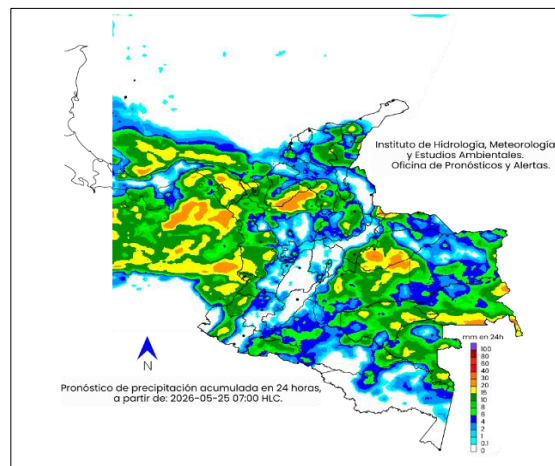 Instituto de Hidrología, Meteorología
y Estudios Ambientales.
Oficina de Pronósticos y Alertas.
mm en 24h
100
80
60
40
30
20
15
10
8
6
4
2
1
0.1
0
N
Pronóstico de precipitación acumulada en 24 horas,
a partir de: 2026-05-25 07:00 HLC.